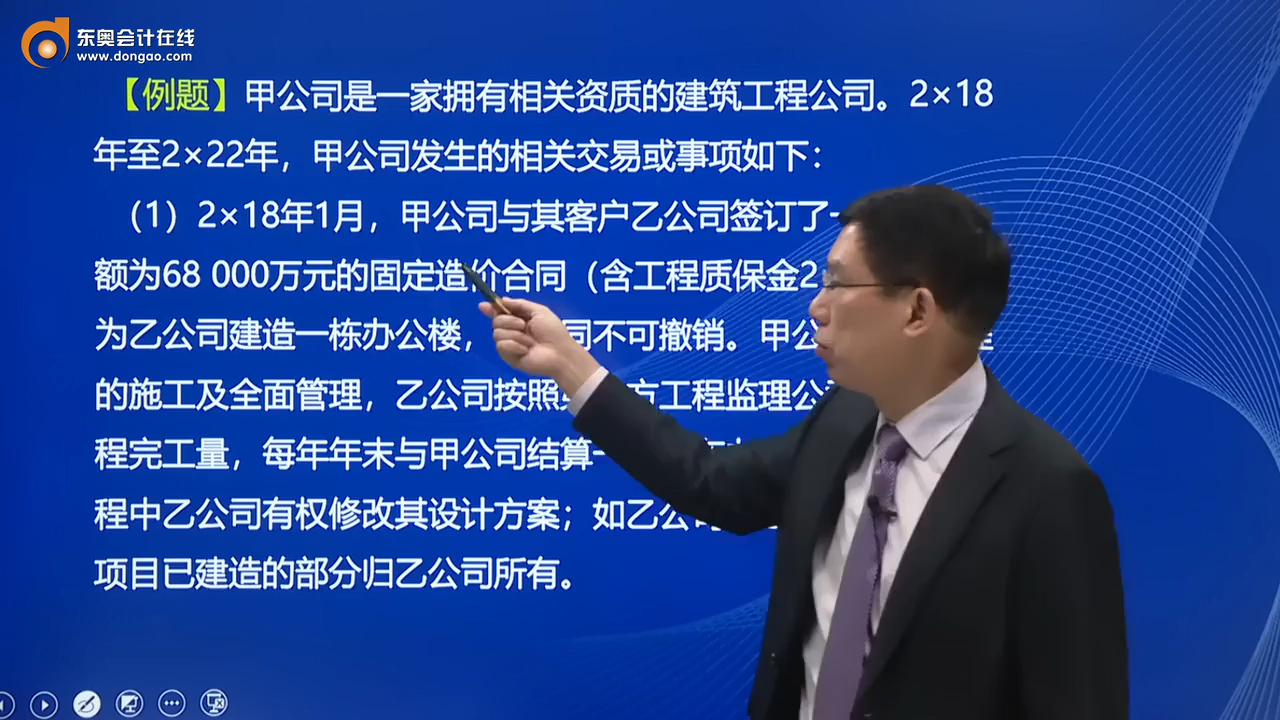 东奥会计在线
www.dongao.com
【例题】甲公司是一家拥有相关资质的建筑工程公司。2×18
年至2×22年，甲公司发生的相关交易或事项如下：
（1）2×18年1月，甲公司与其客户乙公司签订了
额为68 000万元的固定造价合同（含工程质保金2
为乙公司建造一栋办公楼， 同不可撤销。甲公
的施工及全面管理，乙公司按照 方工程监理公
程完工量，每年年末与甲公司结算
程中乙公司有权修改其设计方案；如乙公司
项目已建造的部分归乙公司所有。